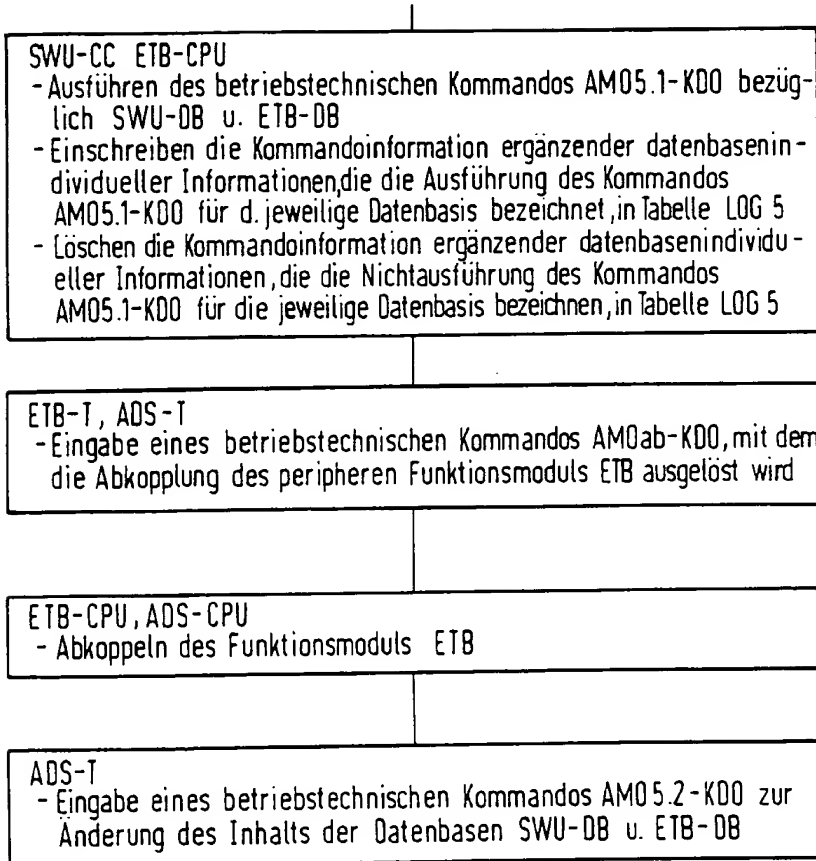 SWU-CC ETB-CPU
- Ausführen des betriebstechnischen Kommandos AM05.1-KDO bezüg-
lich SWU-DB u. ETB-DB
- Einschreiben die Kommandoinformation ergänzender datenbasenin-
dividueller Informationen,die die Ausführung des Kommandos
AM05.1-KDO für d. jeweilige Datenbasis bezeichnet, in Tabelle LOG 5
- Löschen die Kommandoinformation ergänzender datenbasenindividu-
eller Informationen, die die Nichtausführung des Kommandos
AM05.1-KDO für die jeweilige Datenbasis bezeichnen, in Tabelle LOG 5
ETB-T, ADS-T
- Eingabe eines betriebstechnischen Kommandos AM0ab-KDO, mit dem
die Abkopplung des peripheren Funktionsmoduls ETB ausgelöst wird
ETB-CPU, ADS-CPU
- Abkoppeln des Funktionsmoduls ETB
ADS-T
- Eingabe eines betriebstechnischen Kommandos AM05.2-KDO zur
Änderung des Inhalts der Datenbasen SWU-DB u. ETB-DB